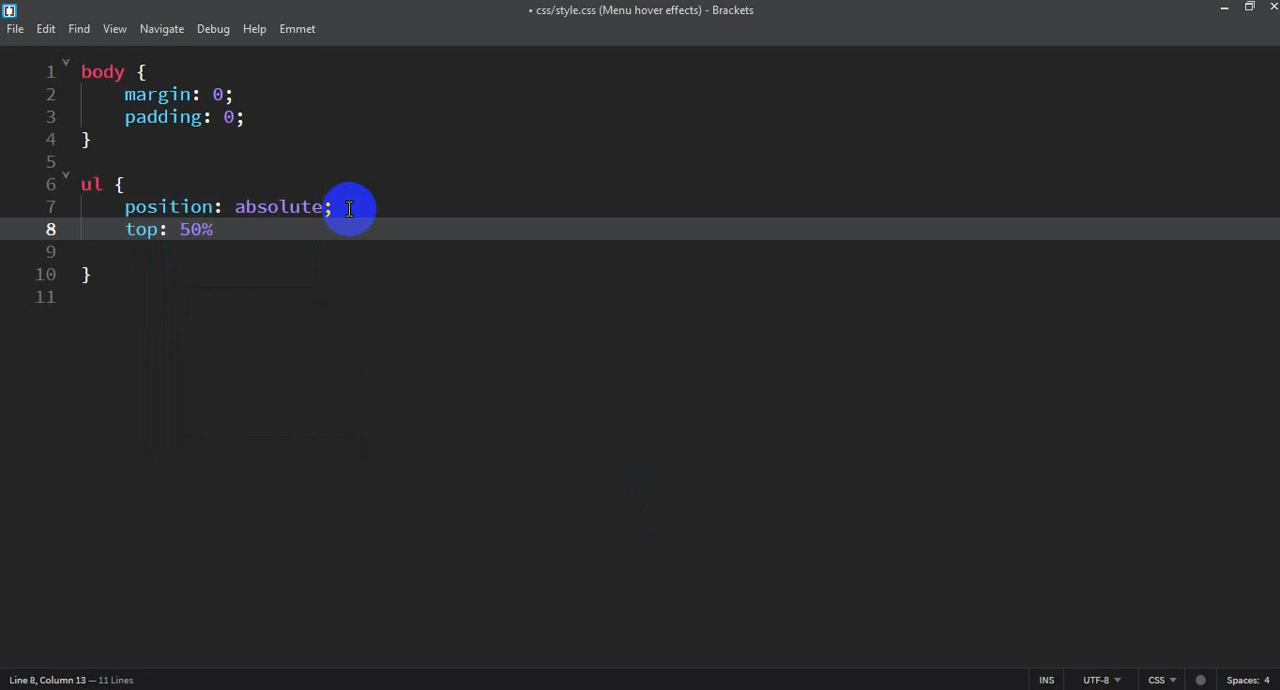 • css/style.css (Menu hover effects) - Brackets
File Edit Find View Navigate Debug Help Emmet
1 body {
2 margin: 0;
3 padding: 0;
4 }
5
6 ul {
7 position: absolute;
8 top: 50%
9
10 }
11
Line 8, Column 13 — 11 Lines INS UTF-8 CSS Spaces: 4